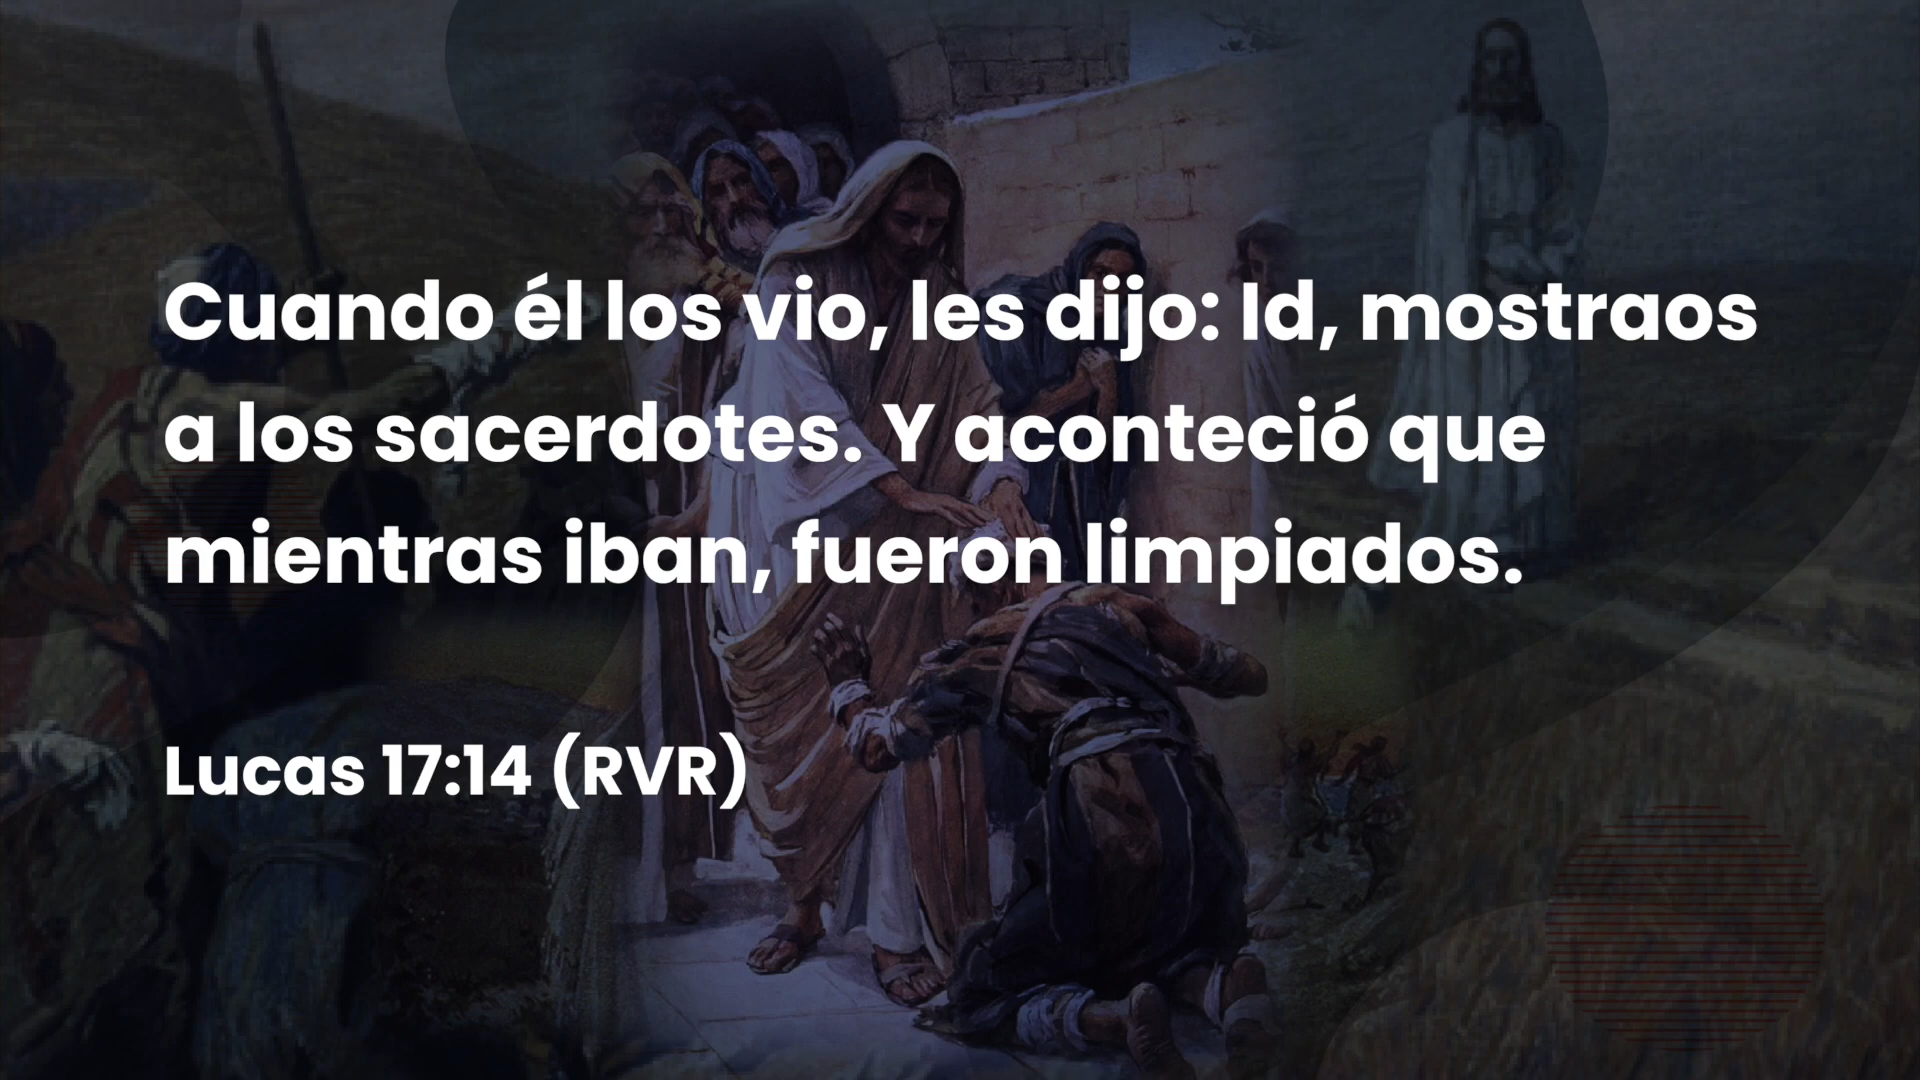 Cuando él los vio, les dijo: Id, mostraos
a los sacerdotes. Y aconteció que
mientras iban, fueron limpiados.
Lucas 17:14 (RVR)